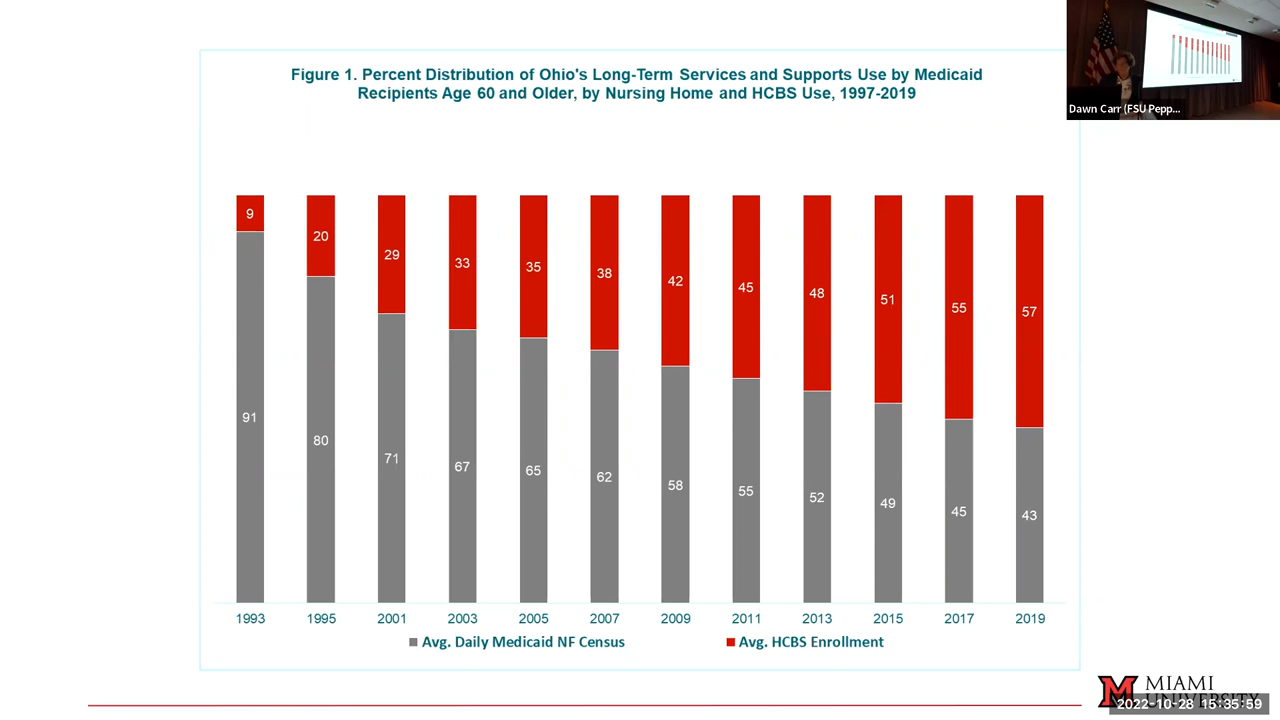 Figure 1. Percent Distribution of Ohio's Long-Term Services and Supports Use by Medicaid
Recipients Age 60 and Older, by Nursing Home and HCBS Use, 1997-2019
Dawn Carr (FSU Pepp...
9 20 29 33 35 38 42 45 48 51 55 57
91 80 71 67 65 62 58 55 52 49 45 43
1993 1995 2001 2003 2005 2007 2009 2011 2013 2015 2017 2019
Avg. Daily Medicaid NF Census Avg. HCBS Enrollment
MIAMI
UNIVERSITY
2022-10-28 15:35:59